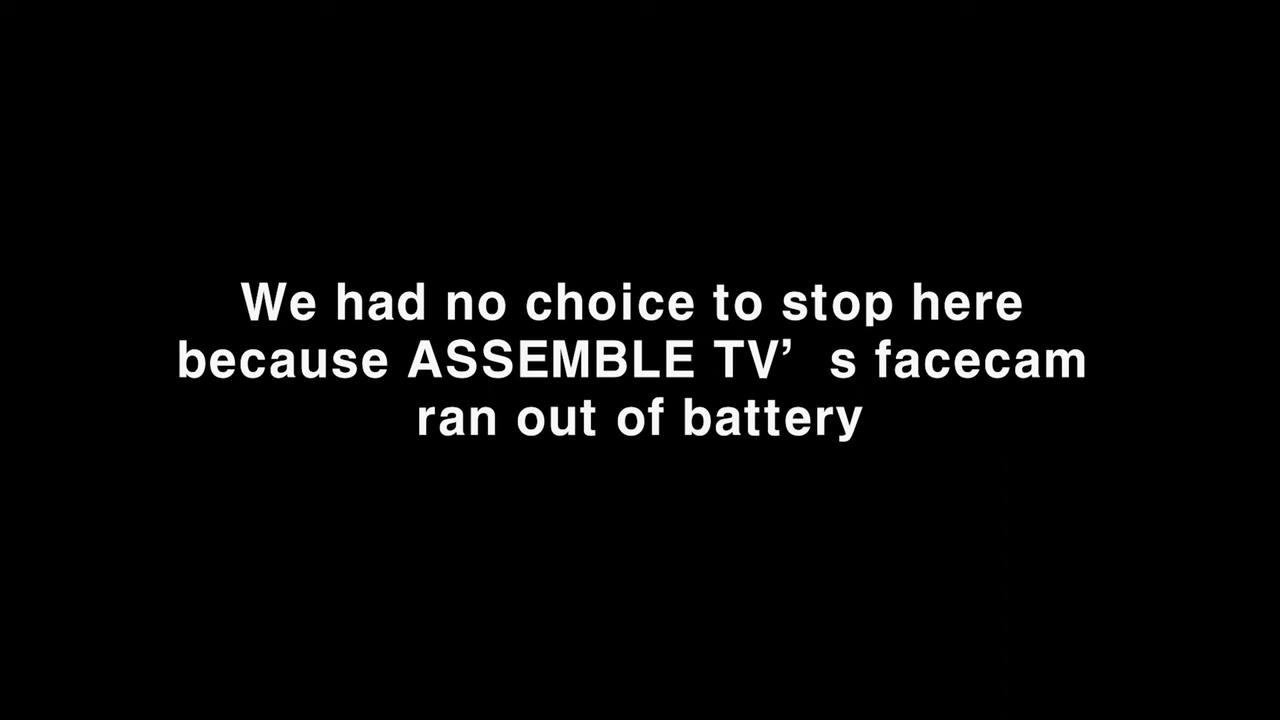 We had no choice to stop here
because ASSEMBLE TV’ s facecam
ran out of battery